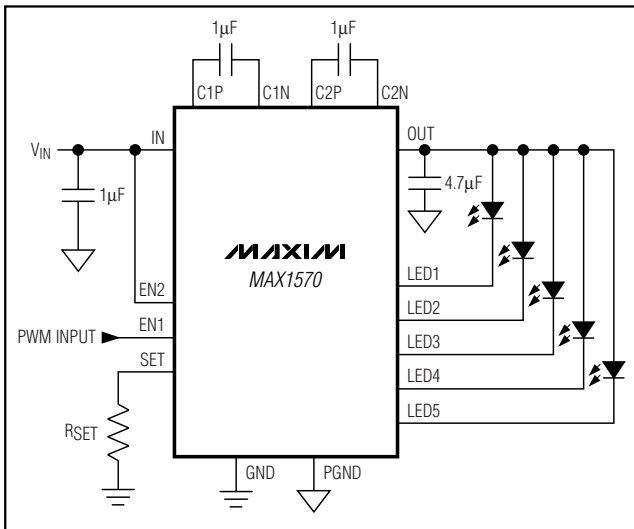 1µF
1µF
C1P
C1N
C2P
C2N
IN
OUT
VIN
1µF
4.7µF
MAXIM
MAX1570
LED1
EN2
LED2
PWM INPUT
EN1
LED3
SET
LED4
LED5
RSET
GND
PGND